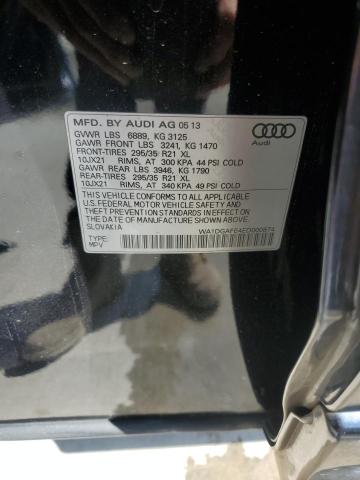 MFD. BY AUDI AG 05 13
GVWR LBS 6889, KG 3125
GAWR FRONT LBS 3241, KG 1470
FRONT-TIRES 295/35 R21 XL
10JX21 RIMS, AT 300 KPA 44 PSI COLD
GAWR REAR LBS 3946, KG 1790
REAR-TIRES 295/35 R21 XL
10JX21 RIMS, AT 340 KPA 49 PSI COLD
THIS VEHICLE CONFORMS TO ALL APPLICABLE
U.S. FEDERAL MOTOR VEHICLE SAFETY AND
THEFT PREVENTION STANDARDS IN EFFECT ON
THE DATE OF MANUFACTURE SHOWN ABOVE.
SLOVAKIA
WA1DGAFE4ED000874
TYPE:
MPV
Audi